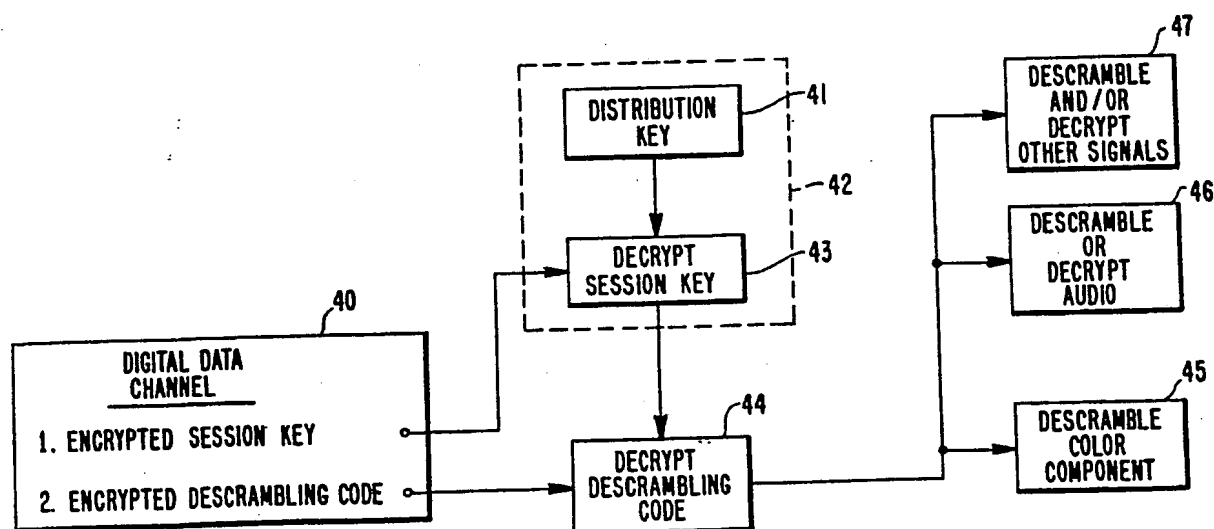 47
DESCRAMBLE
AND/OR
DECRYPT
OTHER SIGNALS
41
DISTRIBUTION
KEY
42
46
DESCRAMBLE
OR
DECRYPT
AUDIO
43
DECRYPT
SESSION KEY
40
DIGITAL DATA
CHANNEL
1. ENCRYPTED SESSION KEY
2. ENCRYPTED DESCRAMBLING CODE
44
DECRYPT
DESCRAMBLING
CODE
45
DESCRAMBLE
COLOR
COMPONENT